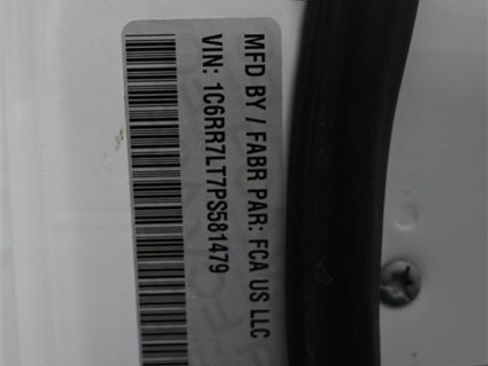 MFD BY / FABR PAR: FCA US LLC
VIN: 1C6RR7LT7PS581479